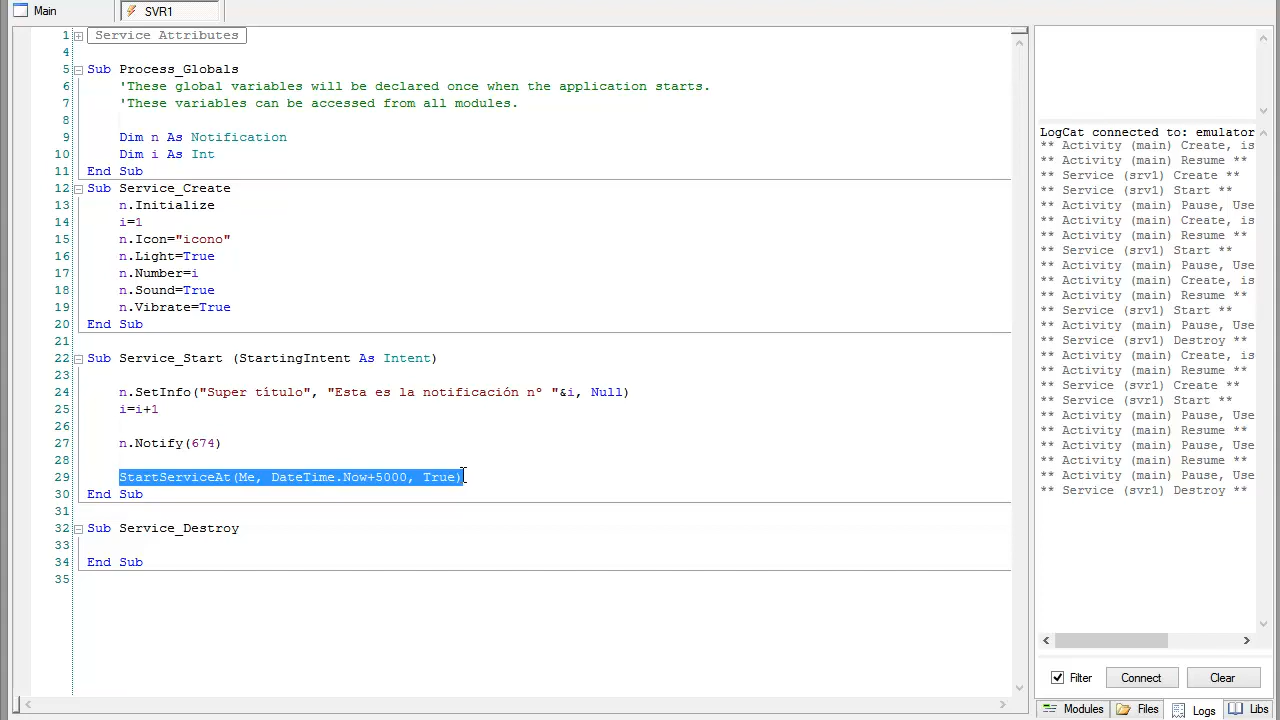 Main
SVR1
1 Service Attributes
4
5 Sub Process_Globals
6 'These global variables will be declared once when the application starts.
7 'These variables can be accessed from all modules.
8
9 Dim n As Notification
10 Dim i As Int
11 End Sub
12 Sub Service_Create
13 n.Initialize
14 i=1
15 n.Icon="icono"
16 n.Light=True
17 n.Number=i
18 n.Sound=True
19 n.Vibrate=True
20 End Sub
21
22 Sub Service_Start (StartingIntent As Intent)
23
24 n.SetInfo("Super título", "Esta es la notificación nº "&i, Null)
25 i=i+1
26
27 n.Notify(674)
28
29 StartServiceAt(Me, DateTime.Now+5000, True)
30 End Sub
31
32 Sub Service_Destroy
33
34 End Sub
35
LogCat connected to: emulator
** Activity (main) Create, is
** Activity (main) Resume **
** Service (srv1) Create **
** Service (srv1) Start **
** Activity (main) Pause, Use
** Activity (main) Create, is
** Activity (main) Resume **
** Service (srv1) Start **
** Activity (main) Pause, Use
** Activity (main) Create, is
** Activity (main) Resume **
** Service (srv1) Start **
** Activity (main) Pause, Use
** Service (srv1) Destroy **
** Activity (main) Create, is
** Activity (main) Resume **
** Service (srv1) Create **
** Service (srv1) Start **
** Activity (main) Pause, Use
** Activity (main) Resume **
** Activity (main) Pause, Use
** Activity (main) Resume **
** Activity (main) Pause, Use
** Service (srv1) Destroy **
Filter Connect Clear
Modules Files Logs Libs